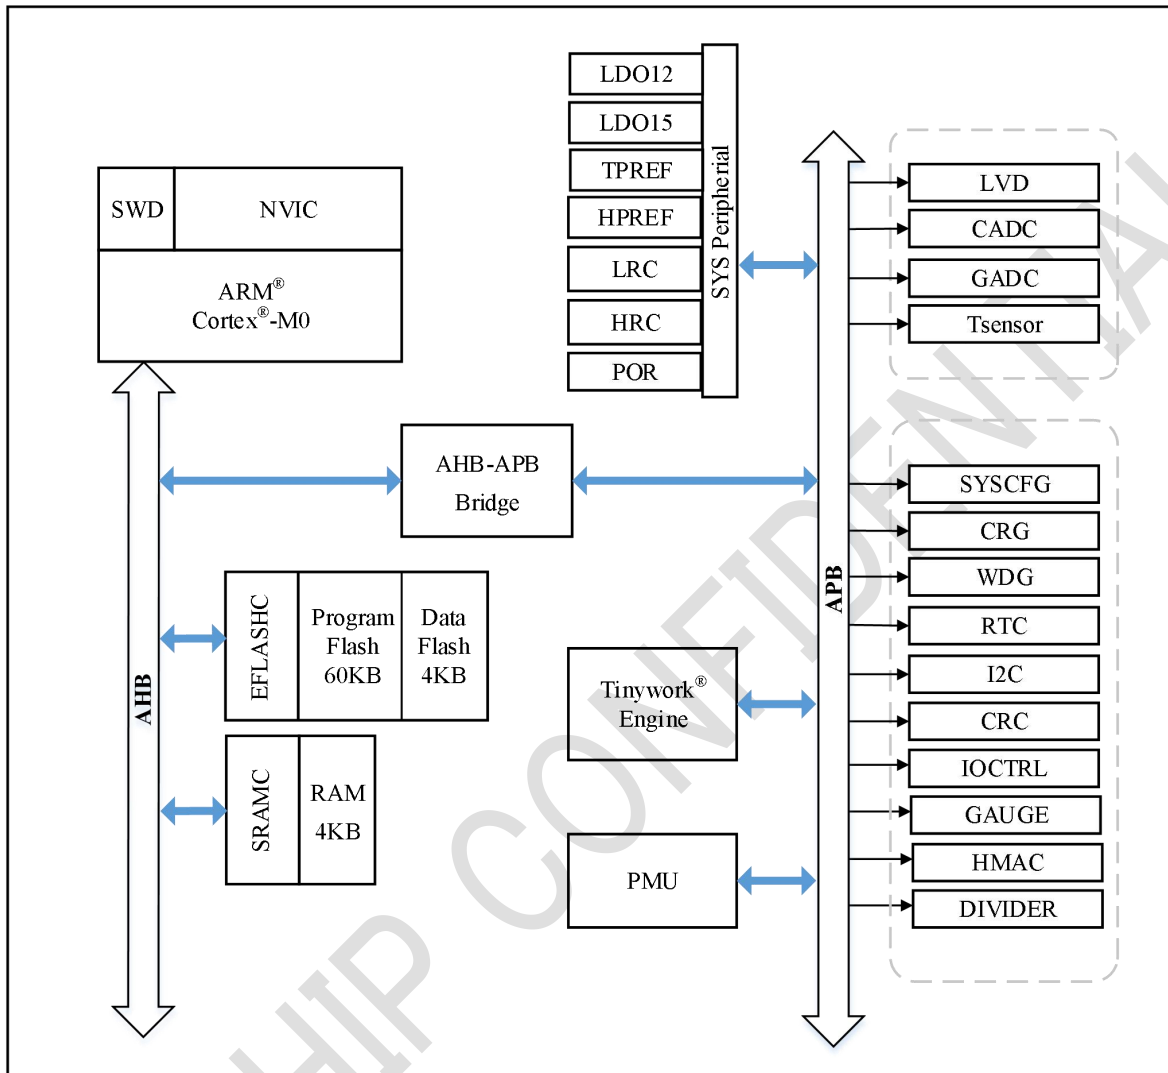 LDO12
LDO15
TPREF
HPREF
LRC
HRC
POR
SYS Peripherial
SWD
NVIC
ARM®
Cortex®-M0
LVD
CADC
GADC
Tsensor
AHB-APB
Bridge
AHB
APB
EFLASHC
Program
Flash
60KB
Data
Flash
4KB
SRAMC
RAM
4KB
Tinywork®
Engine
PMU
SYSCFG
CRG
WDG
RTC
I2C
CRC
IOCTRL
GAUGE
HMAC
DIVIDER
HIP CONFIDENTIAL